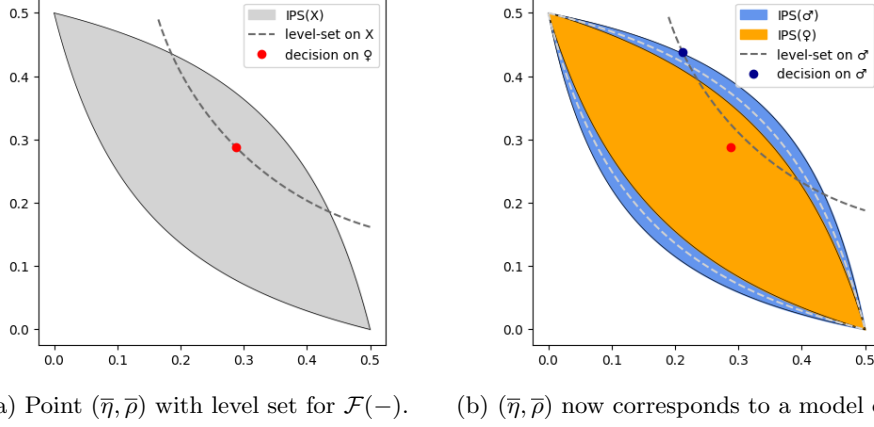 0.5
0.4
0.3
0.2
0.1
0.0
0.0 0.1 0.2 0.3 0.4 0.5
IPS(X)
level-set on X
decision on ♀
0.5
0.4
0.3
0.2
0.1
0.0
0.0 0.1 0.2 0.3 0.4 0.5
IPS(♂)
IPS(♀)
level-set on ♂
decision on ♂
) Point (η̅, ρ̅) with level set for ℱ(−).
(b) (η̅, ρ̅) now corresponds to a model